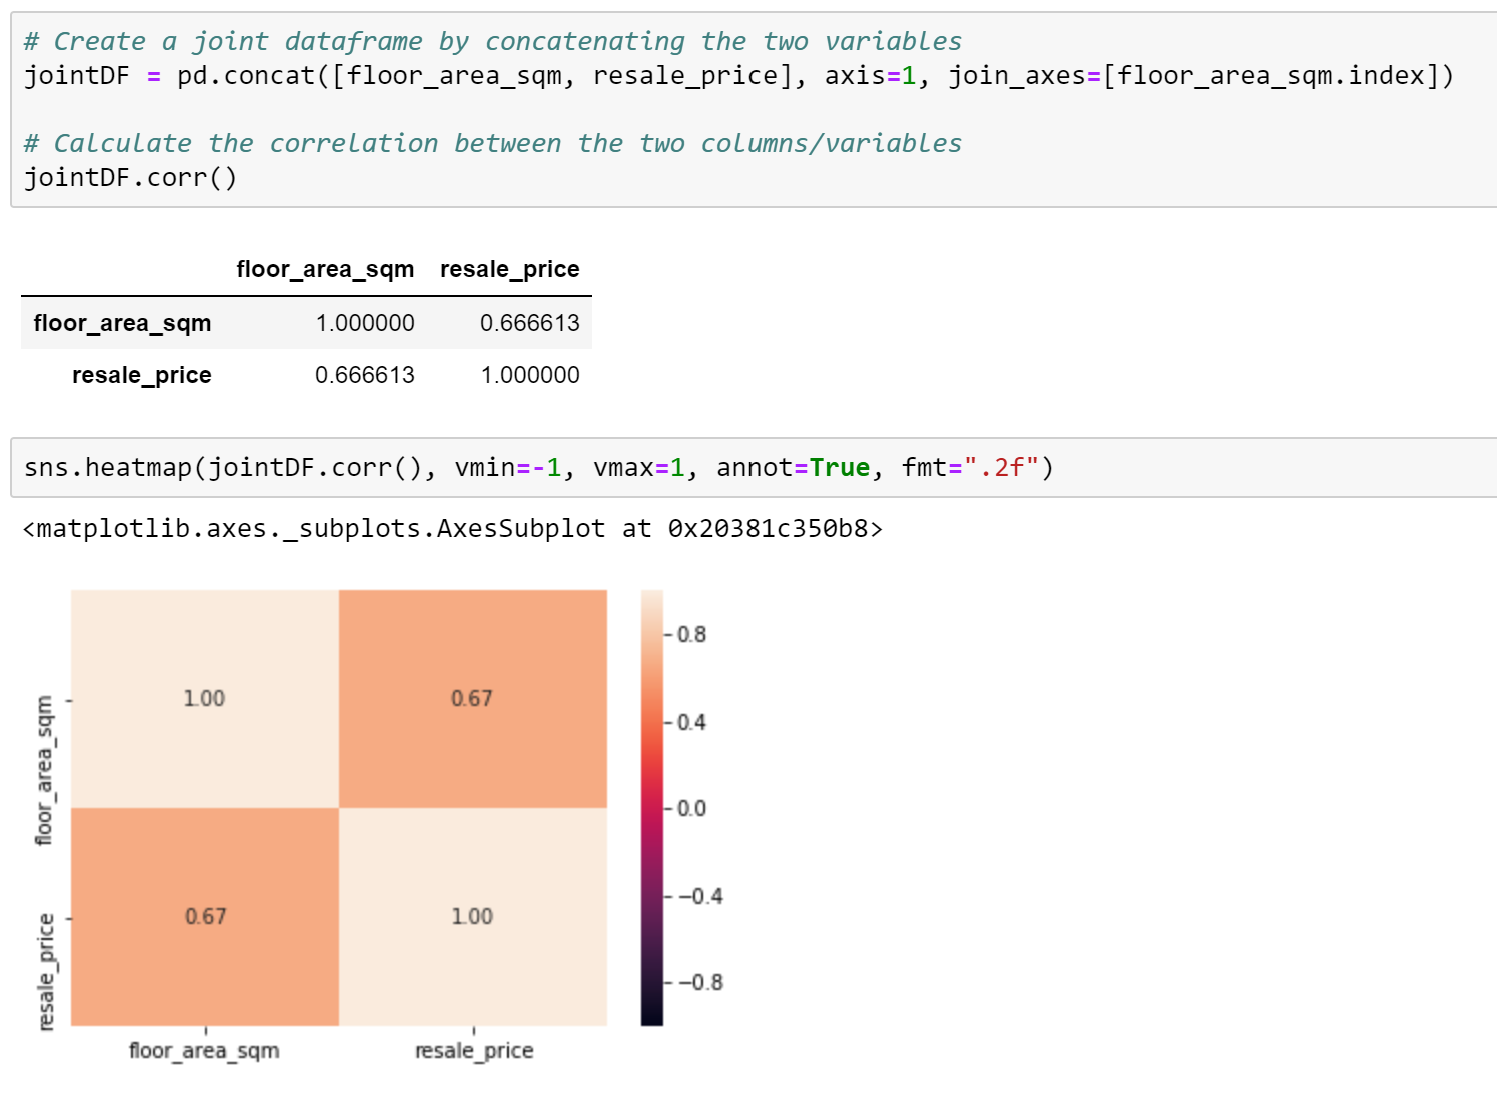 # Create a joint dataframe by concatenating the two variables
jointDF = pd.concat([floor_area_sqm, resale_price], axis=1, join_axes=[floor_area_sqm.index])
# Calculate the correlation between the two columns/variables
jointDF.corr()
floor_area_sqm resale_price
floor_area_sqm 1.000000 0.666613
resale_price 0.666613 1.000000
sns.heatmap(jointDF.corr(), vmin=-1, vmax=1, annot=True, fmt=".2f")
<matplotlib.axes._subplots.AxesSubplot at 0x20381c350b8>
floor_area_sqm
resale_price
1.00 0.67
0.67 1.00
floor_area_sqm resale_price
0.8
0.4
0.0
−0.4
−0.8